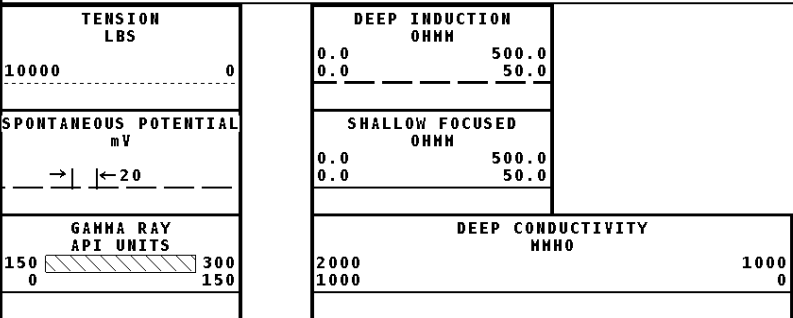 TENSION
LBS
10000 0
SPONTANEOUS POTENTIAL
mV
→| |←20
GAMMA RAY
API UNITS
150 300
0 150
DEEP INDUCTION
OHMM
0.0 500.0
0.0 50.0
SHALLOW FOCUSED
OHMM
0.0 500.0
0.0 50.0
DEEP CONDUCTIVITY
MMHO
2000 1000
1000 0